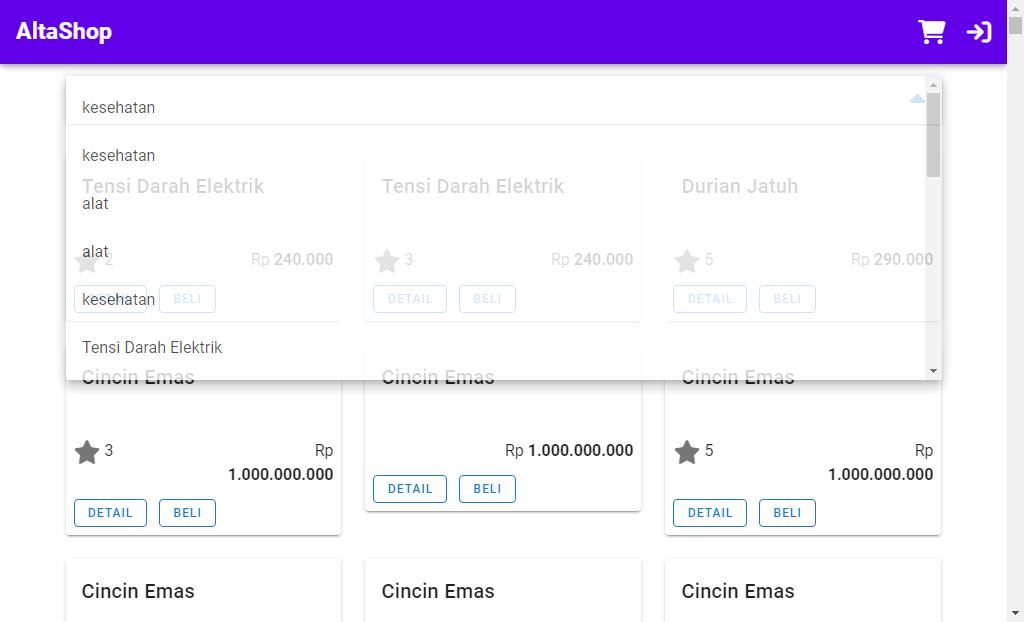 AltaShop
kesehatan
kesehatan
Tensi Darah Elektrik
Tensi Darah Elektrik
Durian Jatuh
alat
alat
2
Rp 240.000
3
Rp 240.000
5
Rp 290.000
kesehatan
BELI
DETAIL
BELI
DETAIL
BELI
Tensi Darah Elektrik
Cincin Emas
Cincin Emas
Cincin Emas
3
Rp
1.000.000.000
Rp 1.000.000.000
5
Rp
1.000.000.000
DETAIL
BELI
DETAIL
BELI
DETAIL
BELI
Cincin Emas
Cincin Emas
Cincin Emas